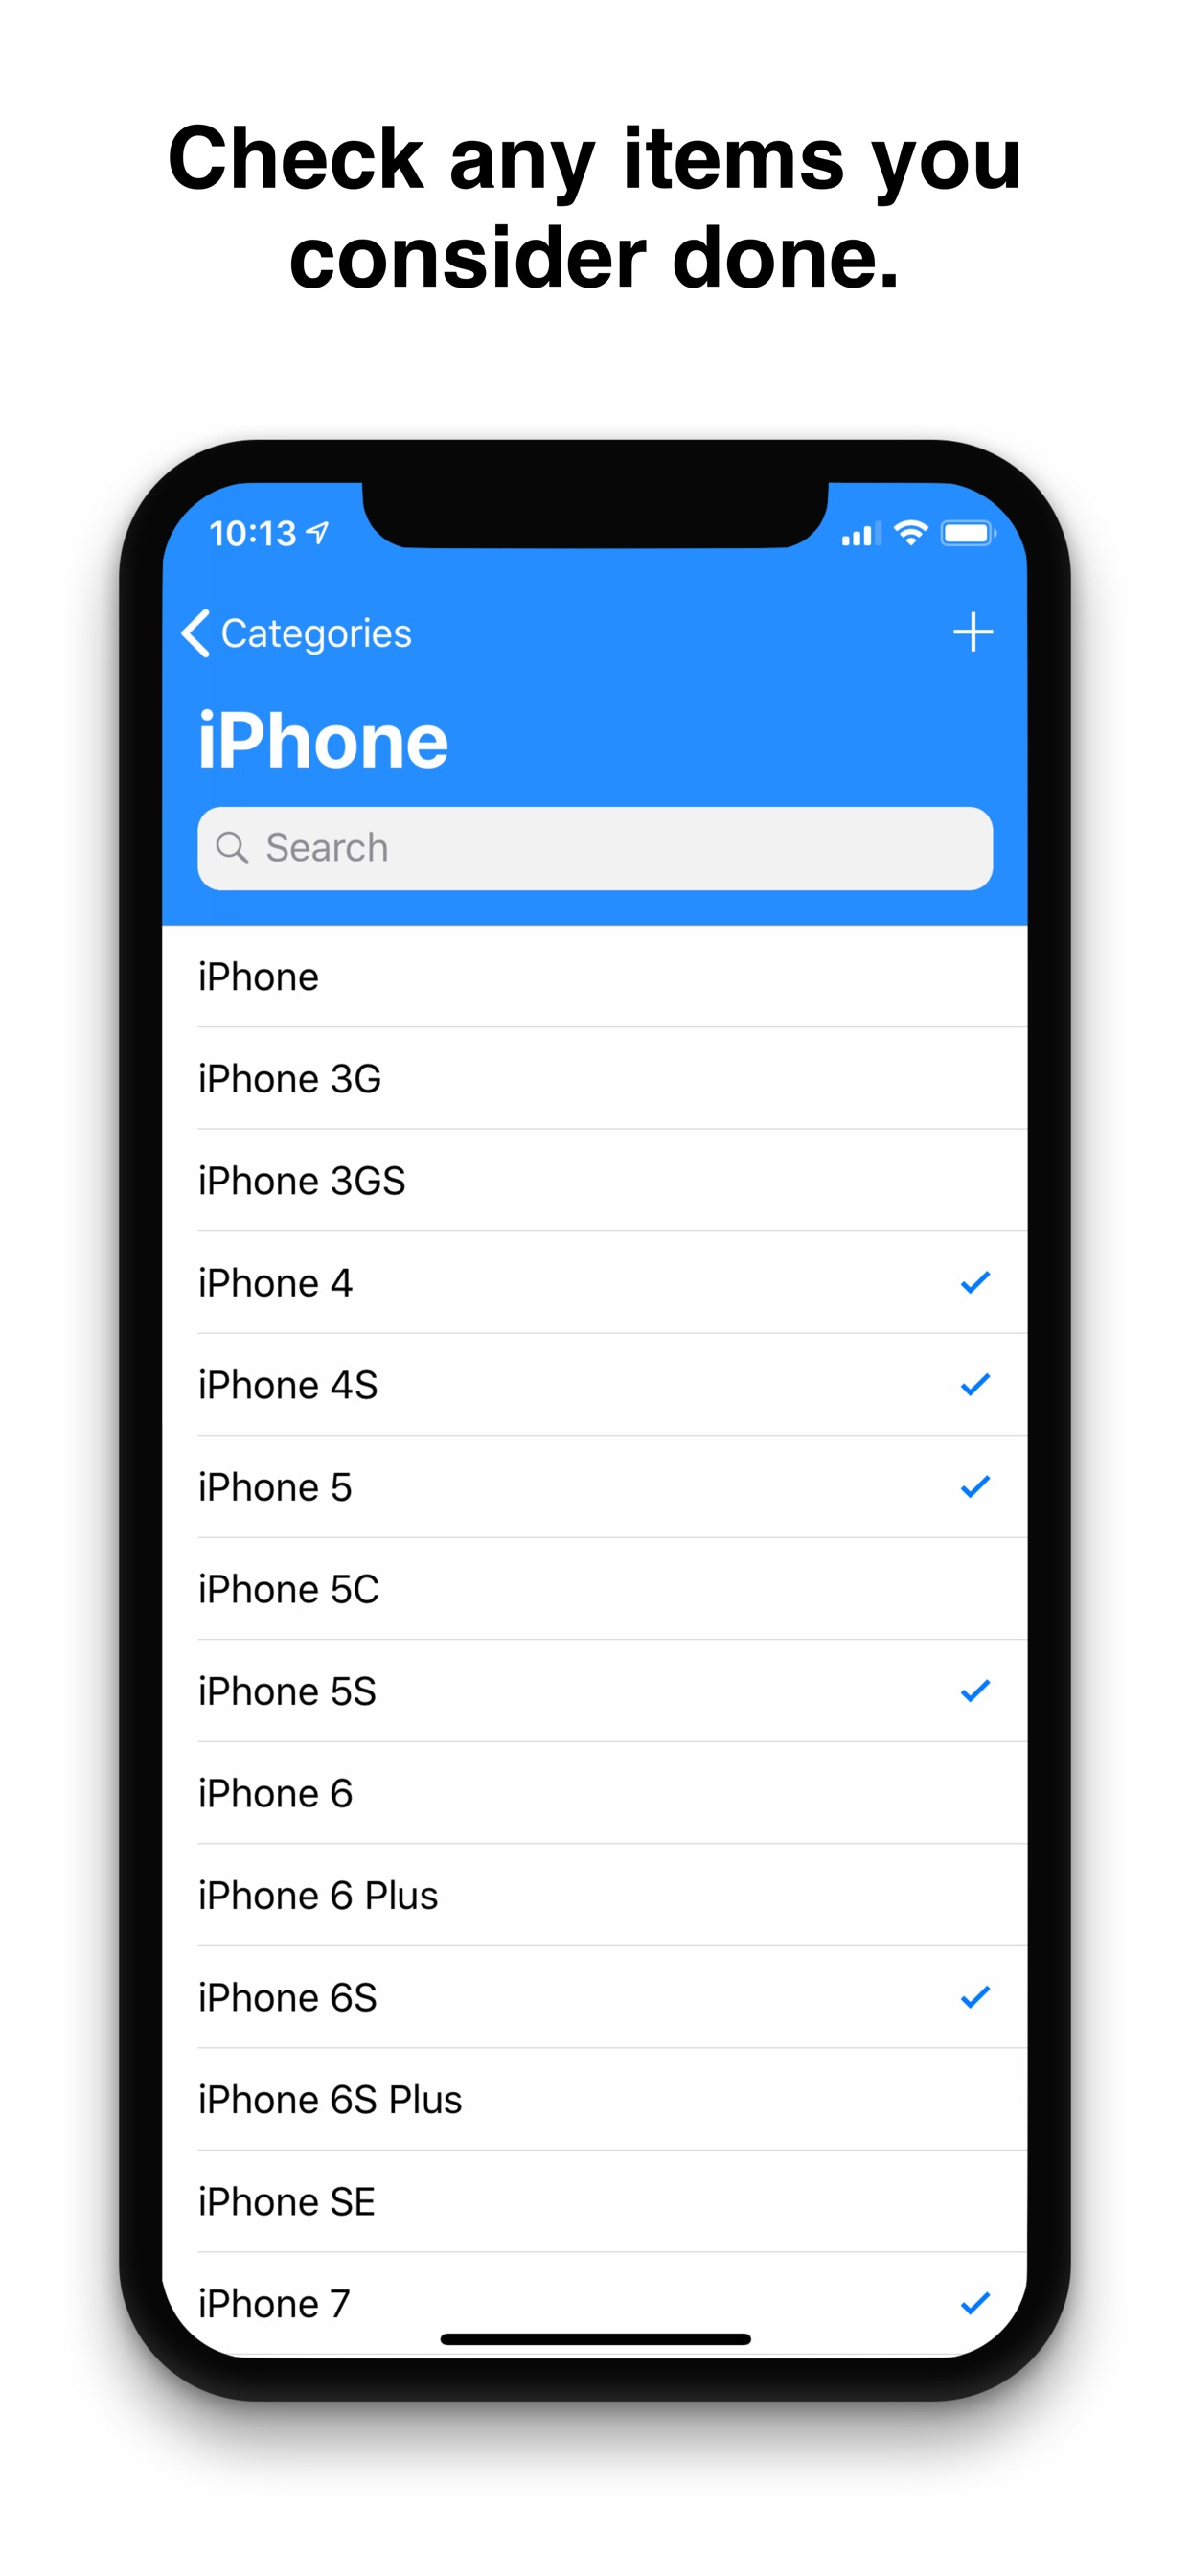 Check any items you
consider done.
10:13
Categories
iPhone
Search
iPhone
iPhone 3G
iPhone 3GS
iPhone 4
iPhone 4S
iPhone 5
iPhone 5C
iPhone 5S
iPhone 6
iPhone 6 Plus
iPhone 6S
iPhone 6S Plus
iPhone SE
iPhone 7